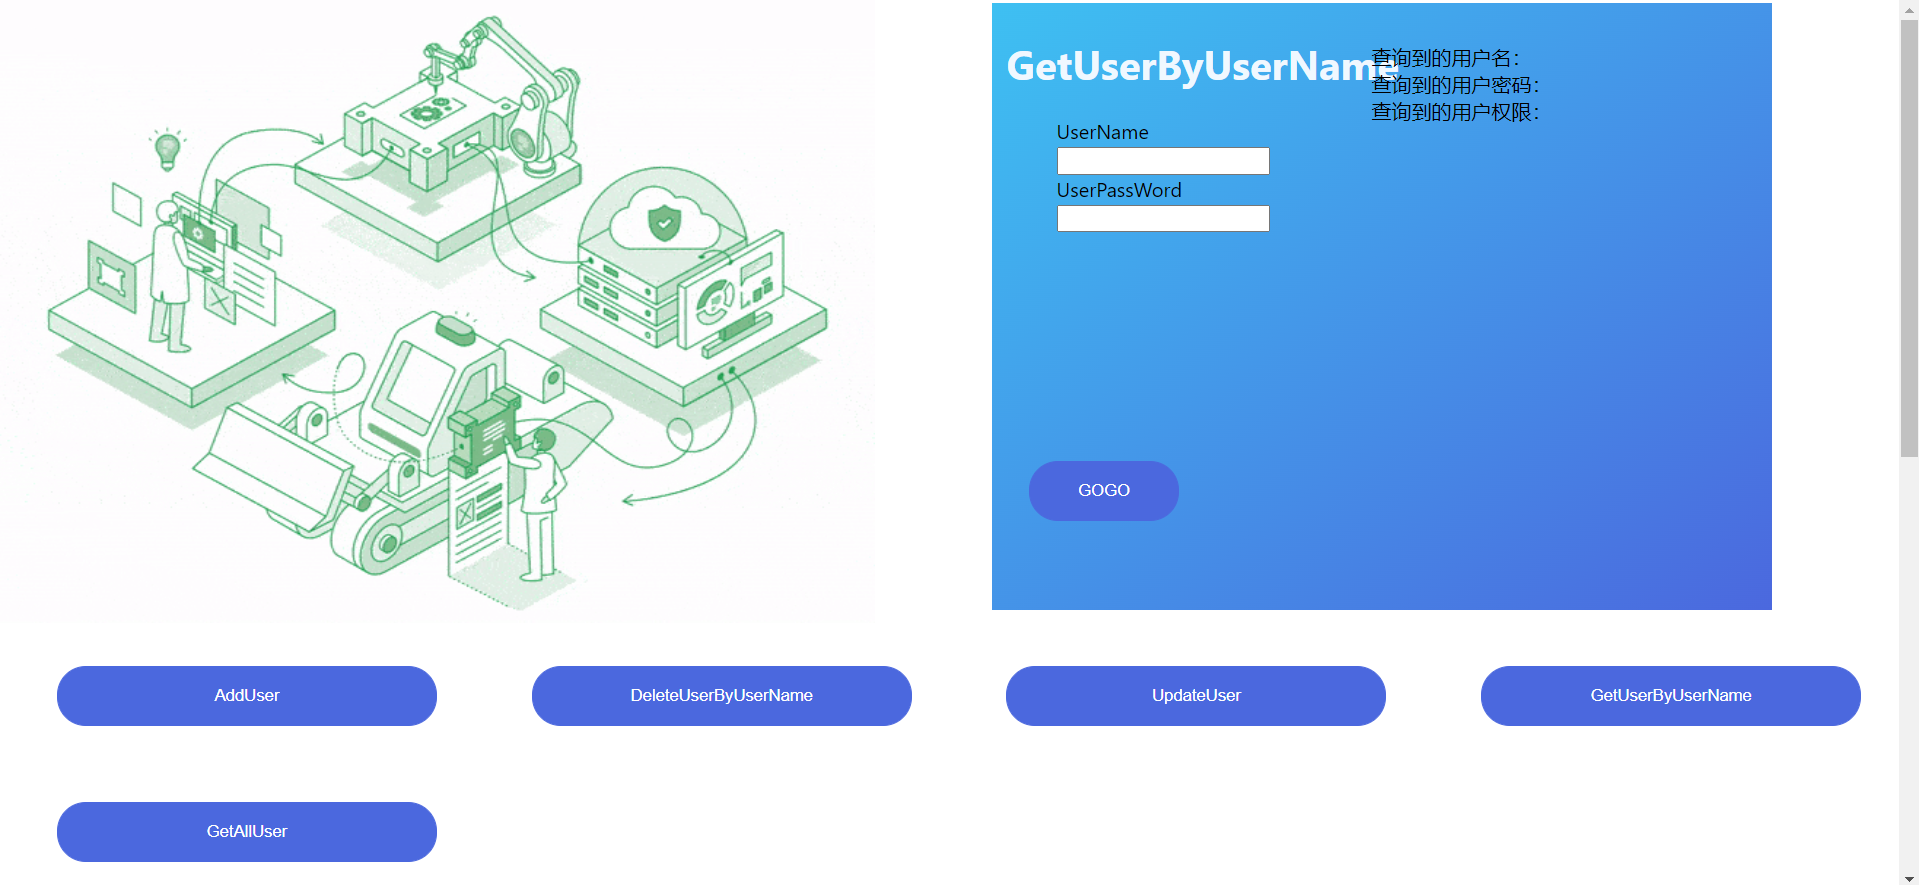 GetUserByUserName
查询到的用户名：
查询到的用户密码：
查询到的用户权限：
UserName
UserPassWord
GOGO
AddUser
DeleteUserByUserName
UpdateUser
GetUserByUserName
GetAllUser